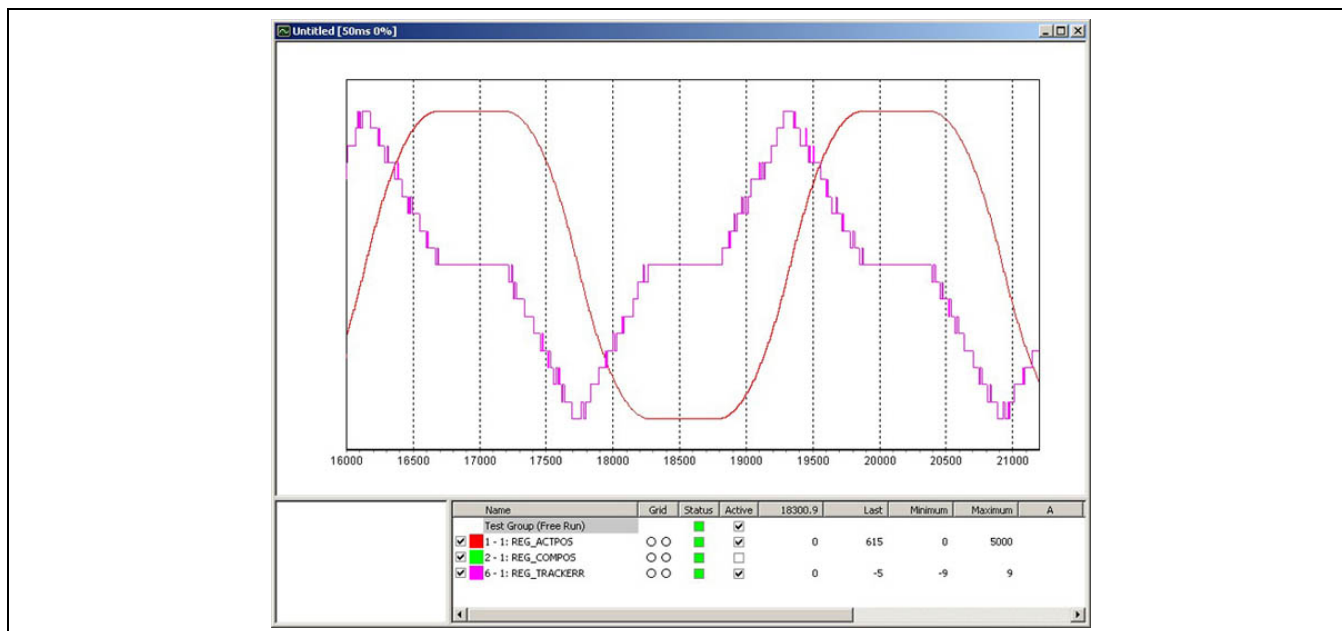 Untitled [50ms 0%]
16000 16500 17000 17500 18000 18500 19000 19500 20000 20500 21000
Name Grid Status Active 18300.9 Last Minimum Maximum A
Test Group (Free Run)
1 - 1: REG_ACTPOS 0 615 0 5000
2 - 1: REG_COMPOS
6 - 1: REG_TRACKERR 0 -5 -9 9